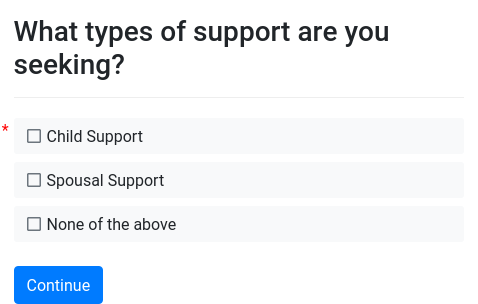 What types of support are you
seeking?
*
Child Support
Spousal Support
None of the above
Continue